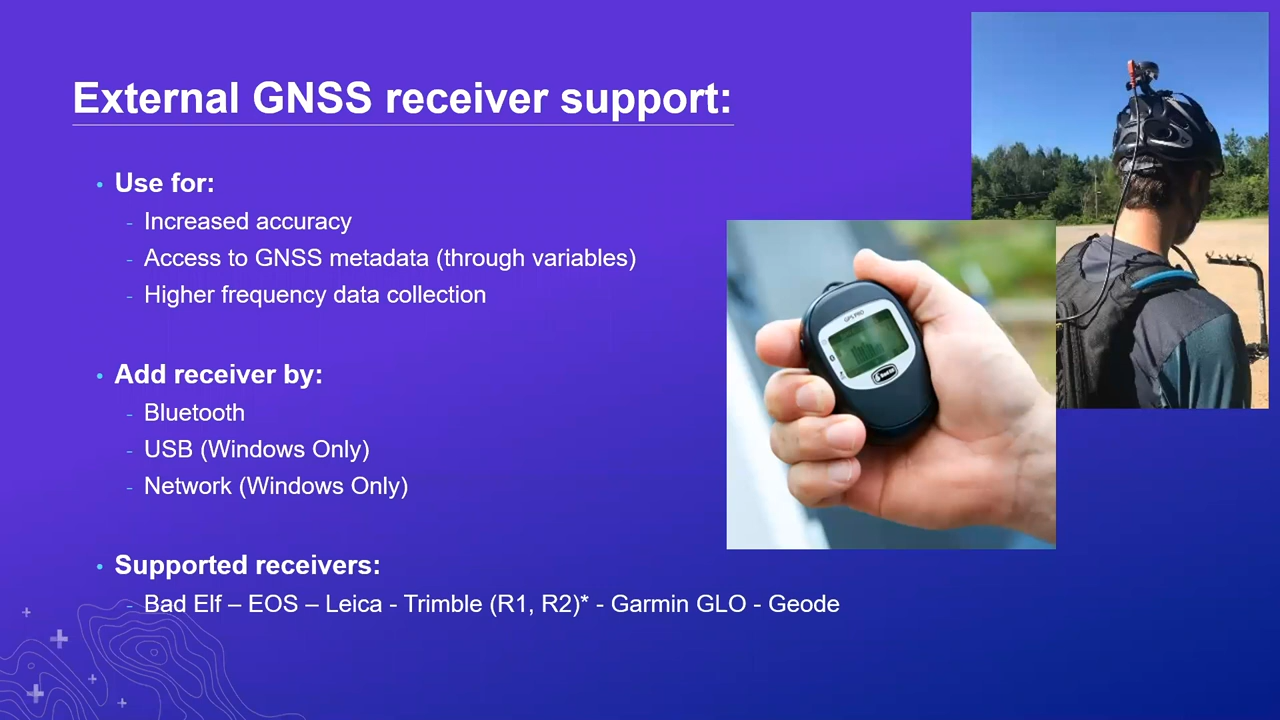 External GNSS receiver support:
• Use for:
- Increased accuracy
- Access to GNSS metadata (through variables)
- Higher frequency data collection
• Add receiver by:
- Bluetooth
- USB (Windows Only)
- Network (Windows Only)
• Supported receivers:
- Bad Elf – EOS – Leica - Trimble (R1, R2)* - Garmin GLO - Geode
GPS PRO